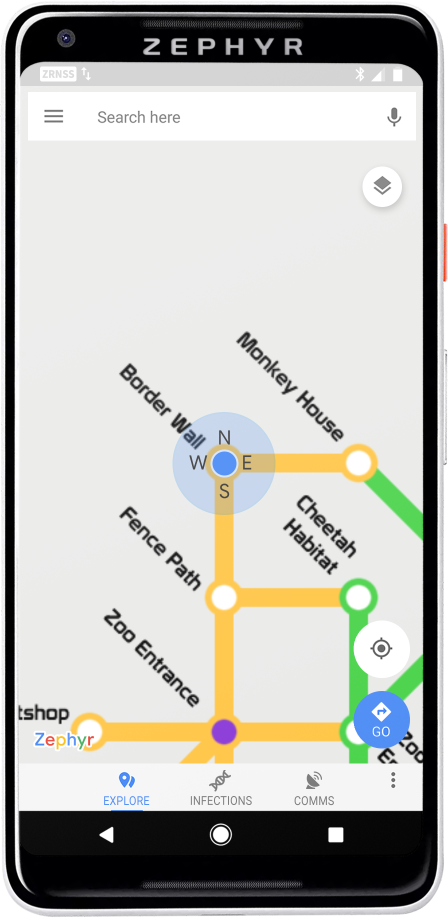 ZEPHYR
ZRNSS
Search here
Monkey House
Border Wall
N
W
E
S
Cheetah
Habitat
Fence Path
Zoo Entrance
tshop
Zephyr
GO
Zoo
EXPLORE
INFECTIONS
COMMS